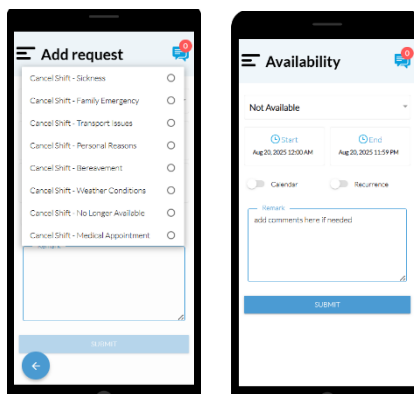 Add request
0
Cancel Shift - Sickness
Cancel Shift - Family Emergency
Cancel Shift - Transport Issues
Cancel Shift - Personal Reasons
Cancel Shift - Bereavement
Cancel Shift - Weather Conditions
Cancel Shift - No Longer Available
Cancel Shift - Medical Appointment
Remark
SUBMIT
Availability
0
Not Available
Start
End
Aug 20, 2025 12:00 AM
Aug 20, 2025 11:59 PM
Calendar
Recurrence
Remark
add comments here if needed
SUBMIT